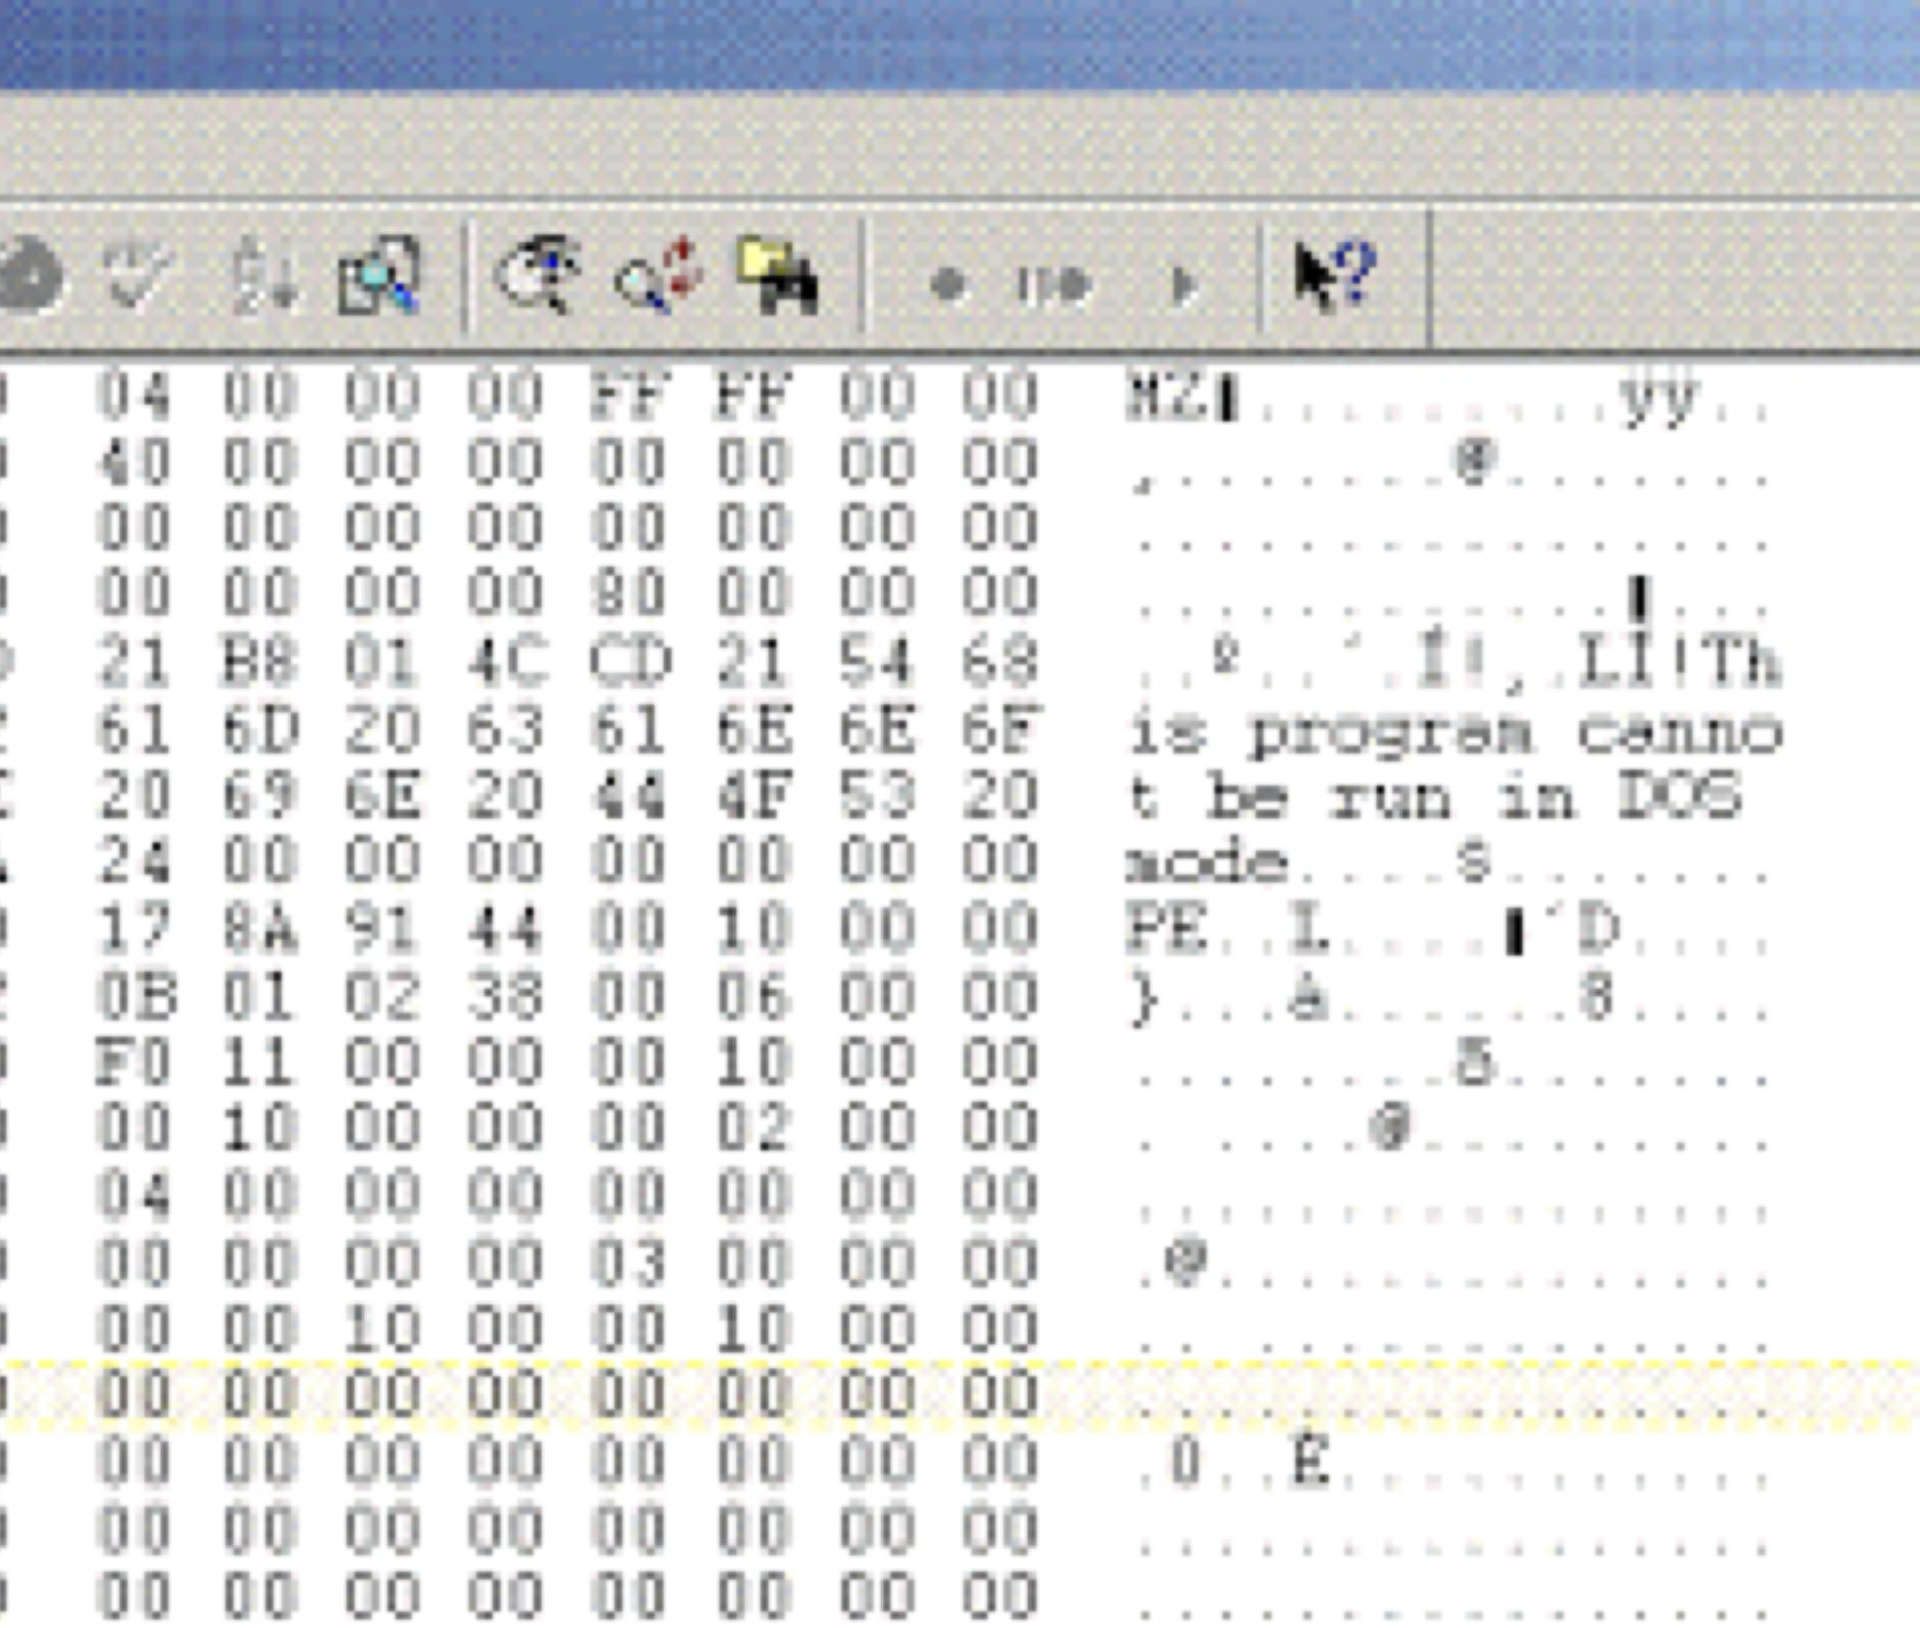 04 00 00 00 FF FF 00 00 MZ▮..........ÿÿ..
40 00 00 00 00 00 00 00 ¸.......@.......
00 00 00 00 00 00 00 00 ................
00 00 00 00 80 00 00 00 ............▮...
21 B8 01 4C CD 21 54 68 ..º..´.Í!¸.LÍ!Th
61 6D 20 63 61 6E 6E 6F is program canno
20 69 6E 20 44 4F 53 20 t be run in DOS
24 00 00 00 00 00 00 00 mode....$.......
17 8A 91 44 00 10 00 00 PE..L....▮´D....
0B 01 02 38 00 06 00 00 }...à......8....
F0 11 00 00 00 10 00 00 ........ð.......
00 10 00 00 00 02 00 00 . ....@.........
04 00 00 00 00 00 00 00 ................
00 00 00 00 03 00 00 00 .@..............
00 00 10 00 00 10 00 00 .. .............
00 00 00 00 00 00 00 00 ................
00 00 00 00 00 00 00 00 .0..È...........
00 00 00 00 00 00 00 00 ................
00 00 00 00 00 00 00 00 ................